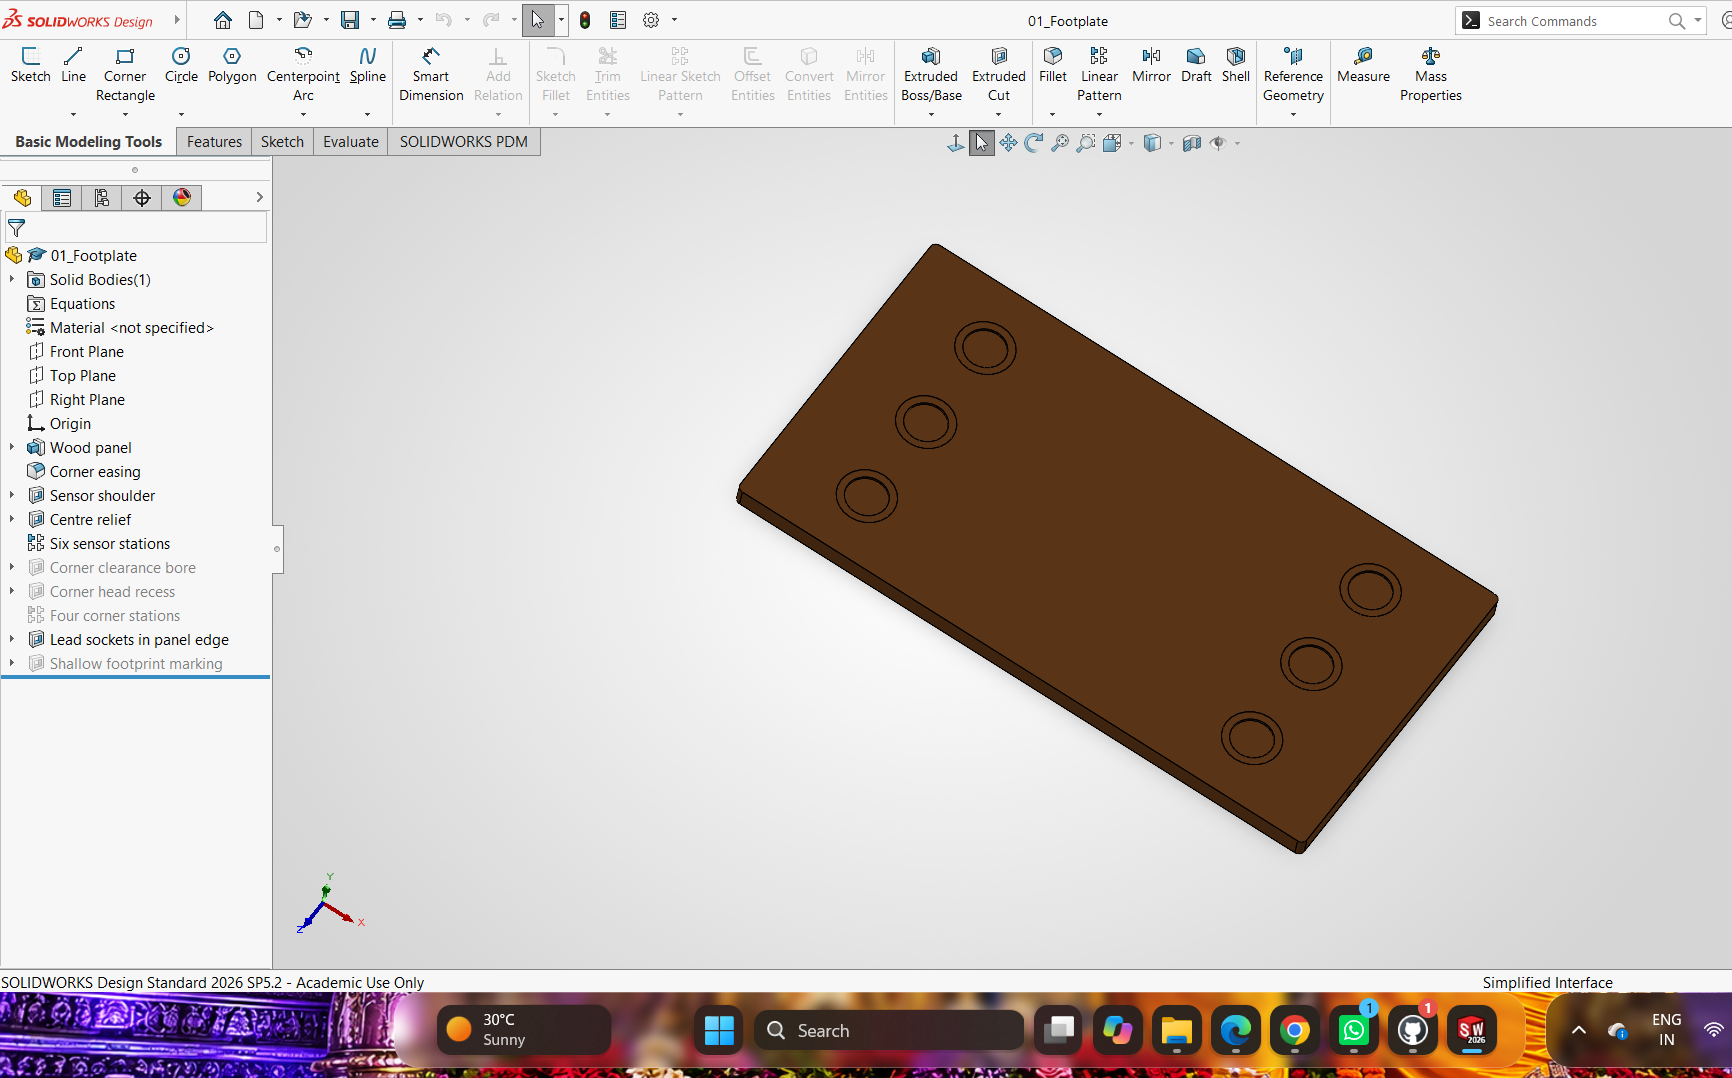 SOLIDWORKS Design
01_Footplate
Search Commands
Sketch
Line
Corner Rectangle
Circle
Polygon
Centerpoint Arc
Spline
Smart Dimension
Add Relation
Sketch Fillet
Trim Entities
Linear Sketch Pattern
Offset Entities
Convert Entities
Mirror Entities
Extruded Boss/Base
Extruded Cut
Fillet
Linear Pattern
Mirror
Draft
Shell
Reference Geometry
Measure
Mass Properties
Basic Modeling Tools
Features
Sketch
Evaluate
SOLIDWORKS PDM
01_Footplate
Solid Bodies(1)
Equations
Material <not specified>
Front Plane
Top Plane
Right Plane
Origin
Wood panel
Corner easing
Sensor shoulder
Centre relief
Six sensor stations
Corner clearance bore
Corner head recess
Four corner stations
Lead sockets in panel edge
Shallow footprint marking
Y
X
Z
SOLIDWORKS Design Standard 2026 SP5.2 - Academic Use Only
Simplified Interface
30°C
Sunny
Search
1
1
SW
2026
ENG
IN